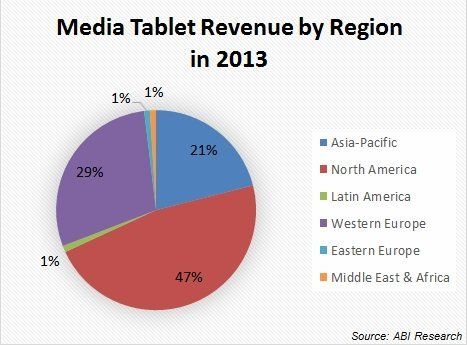 Media Tablet Revenue by Region
in 2013
1%
1%
21%
29%
1%
47%
Asia-Pacific
North America
Latin America
Western Europe
Eastern Europe
Middle East & Africa
Source: ABI Research